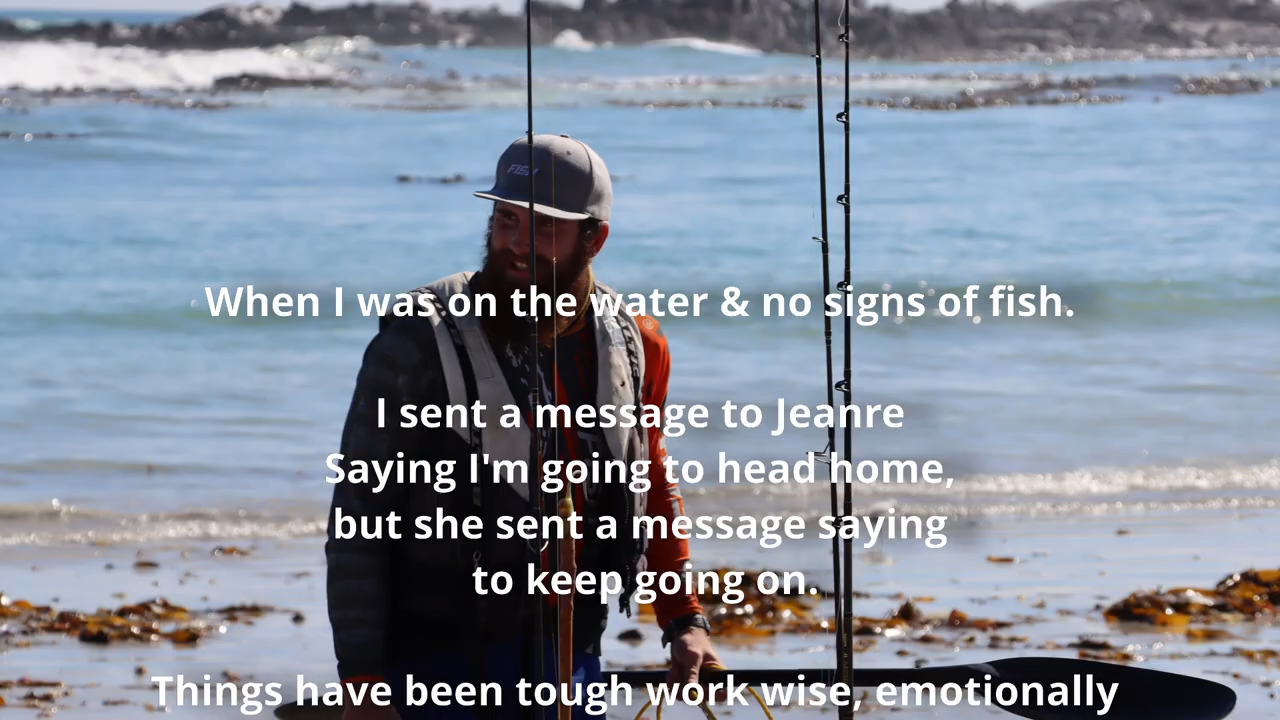 FISH
When I was on the water & no signs of fish.
I sent a message to Jeanre
Saying I'm going to head home,
but she sent a message saying
to keep going on.
Things have been tough work wise, emotionally